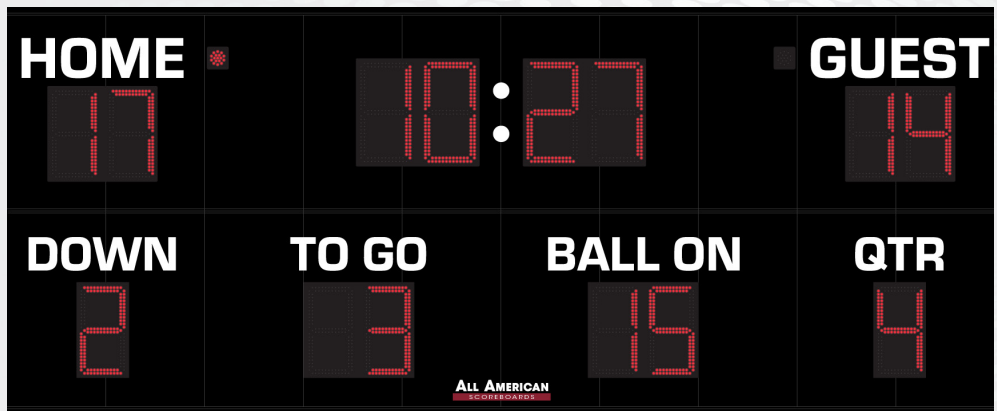 HOME GUEST
17 10:27 14
DOWN TO GO BALL ON QTR
2 3 15 4
ALL AMERICAN
SCOREBOARDS